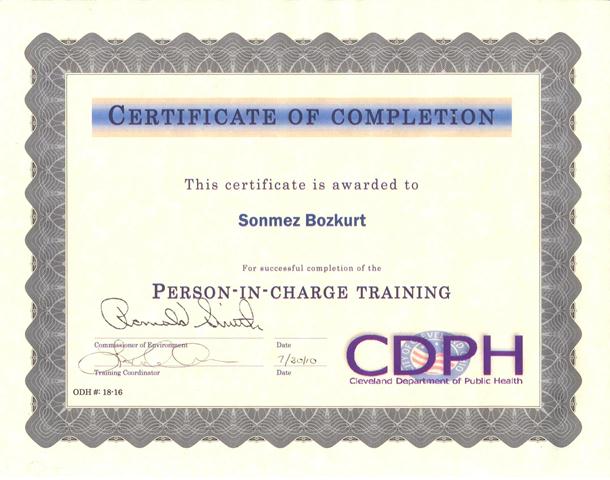 CERTIFICATE OF COMPLETION
This certificate is awarded to
Sonmez Bozkurt
For successful completion of the
PERSON-IN-CHARGE TRAINING
Ronald Smith
Commissioner of Environment Date
7/20/10
Training Coordinator Date
ODH #: 18-16
CDPH
Cleveland Department of Public Health